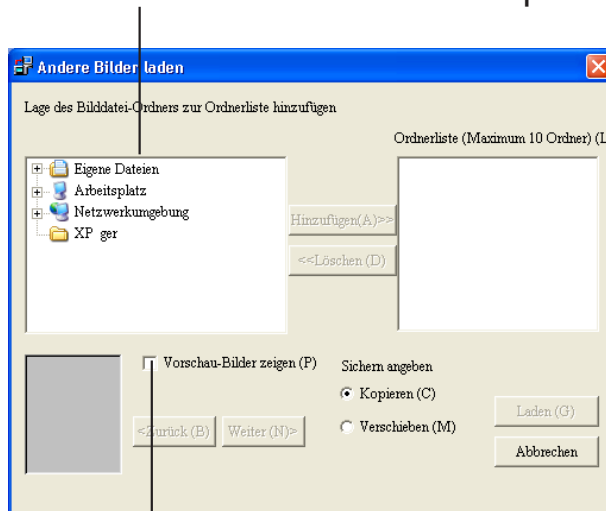 Andere Bilder laden
Lage des Bilddatei-Ordners zur Ordnerliste hinzufügen
Ordnerliste (Maximum 10 Ordner) (L
Eigene Dateien
Arbeitsplatz
Netzwerkumgebung
XP ger
Hinzufügen(A)>>
<<Löschen (D)
Vorschau-Bilder zeigen (P)
Sichern angeben
Kopieren (C)
Verschieben (M)
<Zurück (B)
Weiter (N)>
Laden (G)
Abbrechen